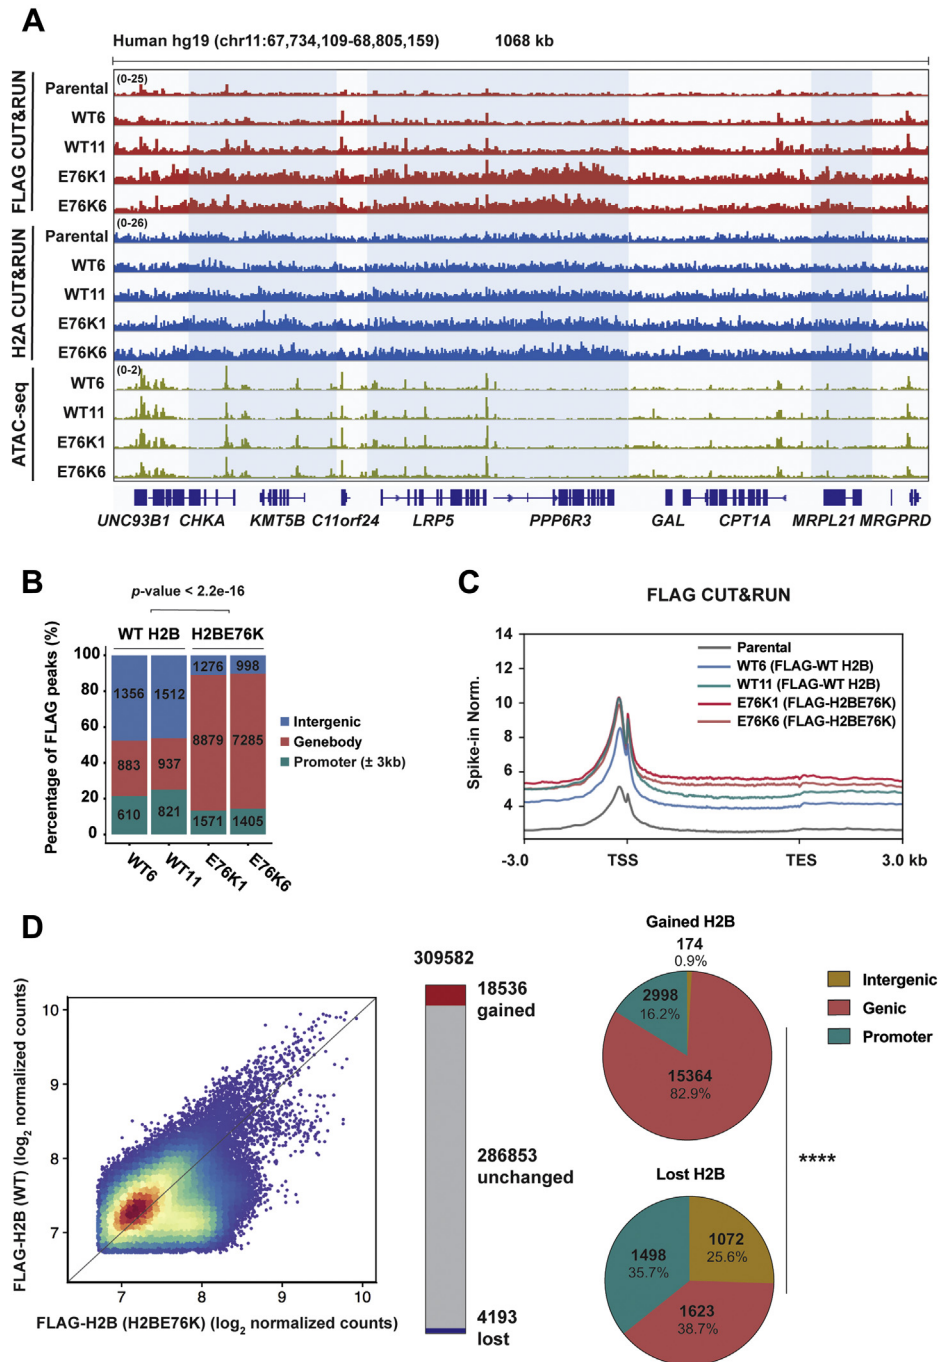 A
Human hg19 (chr11:67,734,109-68,805,159) 1068 kb
FLAG CUT&RUN
(0-25)
Parental
WT6
WT11
E76K1
E76K6
H2A CUT&RUN
(0-26)
Parental
WT6
WT11
E76K1
E76K6
ATAC-seq
(0-2)
WT6
WT11
E76K1
E76K6
UNC93B1 CHKA KMT5B C11orf24 LRP5 PPP6R3 GAL CPT1A MRPL21 MRGPRD
B
p-value < 2.2e-16
WT H2B H2BE76K
Percentage of FLAG peaks (%)
100
80
60
40
20
0
1356 1512 1276 998
883 937 8879 7285
610 821 1571 1405
WT6 WT11 E76K1 E76K6
Intergenic
Genebody
Promoter (± 3kb)
C
FLAG CUT&RUN
Spike-in Norm.
14
12
10
8
6
4
Parental
WT6 (FLAG-WT H2B)
WT11 (FLAG-WT H2B)
E76K1 (FLAG-H2BE76K)
E76K6 (FLAG-H2BE76K)
-3.0 TSS TES 3.0 kb
D
FLAG-H2B (WT) (log2 normalized counts)
10
9
8
7
7 8 9 10
FLAG-H2B (H2BE76K) (log2 normalized counts)
309582
18536
gained
286853
unchanged
4193
lost
Gained H2B
174
0.9%
2998
16.2%
15364
82.9%
Lost H2B
1072
25.6%
1498
35.7%
1623
38.7%
Intergenic
Genic
Promoter
****